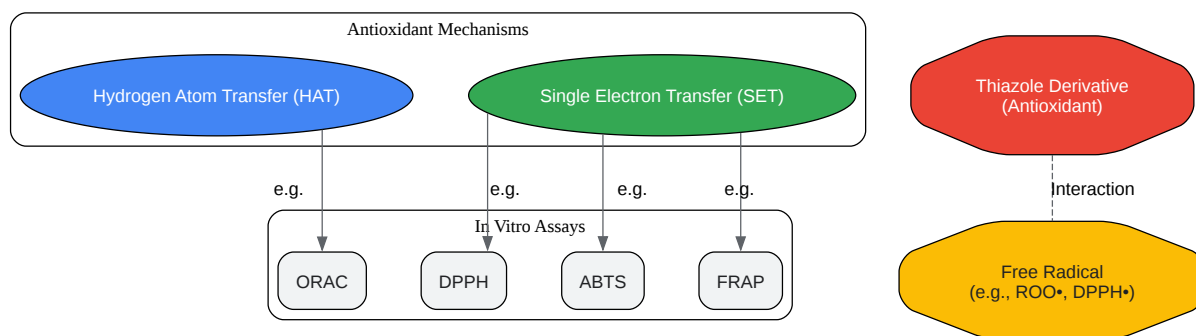 Antioxidant Mechanisms
Hydrogen Atom Transfer (HAT)
Single Electron Transfer (SET)
e.g.
e.g.
e.g.
e.g.
In Vitro Assays
ORAC
DPPH
ABTS
FRAP
Thiazole Derivative
(Antioxidant)
Interaction
Free Radical
(e.g., ROO•, DPPH•)